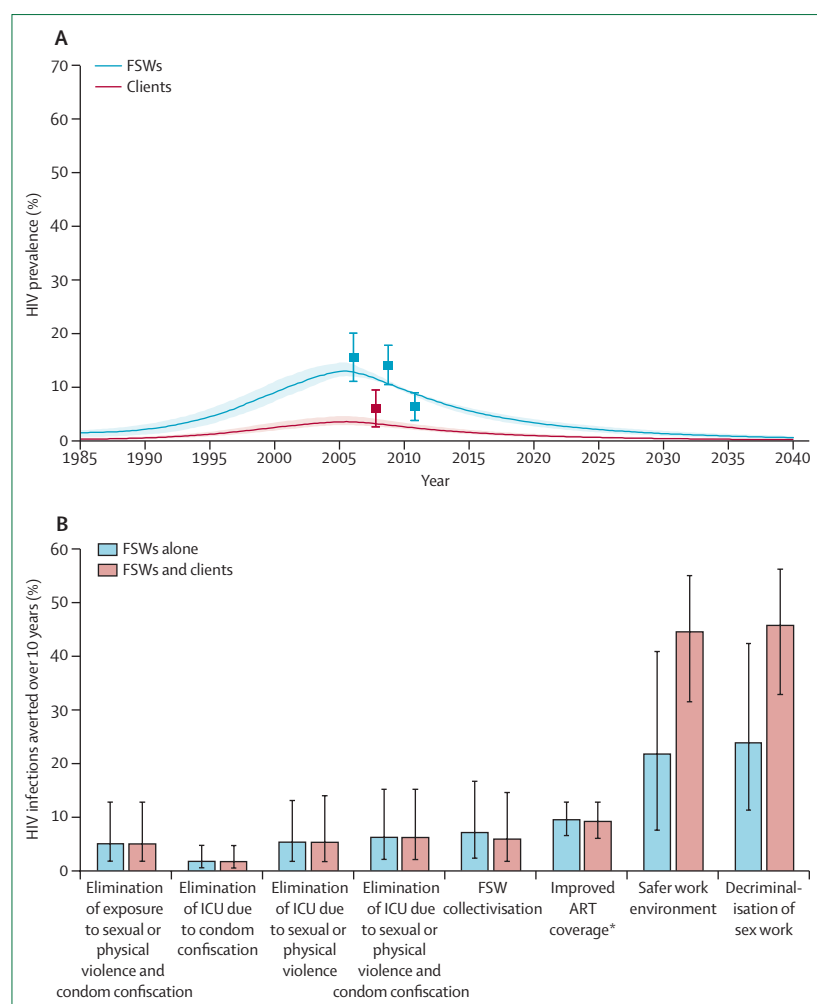 A
70
60
50
40
30
20
10
0
HIV prevalence (%)
FSWs
Clients
1985 1990 1995 2000 2005 2010 2015 2020 2025 2030 2035 2040
Year
B
60
50
40
30
20
10
0
HIV infections averted over 10 years (%)
FSWs alone
FSWs and clients
Elimination
of exposure
to sexual or
physical
violence and
condom confiscation
Elimination
of ICU due
to condom
confiscation
Elimination
of ICU due to
sexual or
physical
violence
Elimination
of ICU due to
sexual or
physical
violence and
condom confiscation
FSW
collectivisation
Improved
ART
coverage*
Safer work
environment
Decriminal-
isation of
sex work